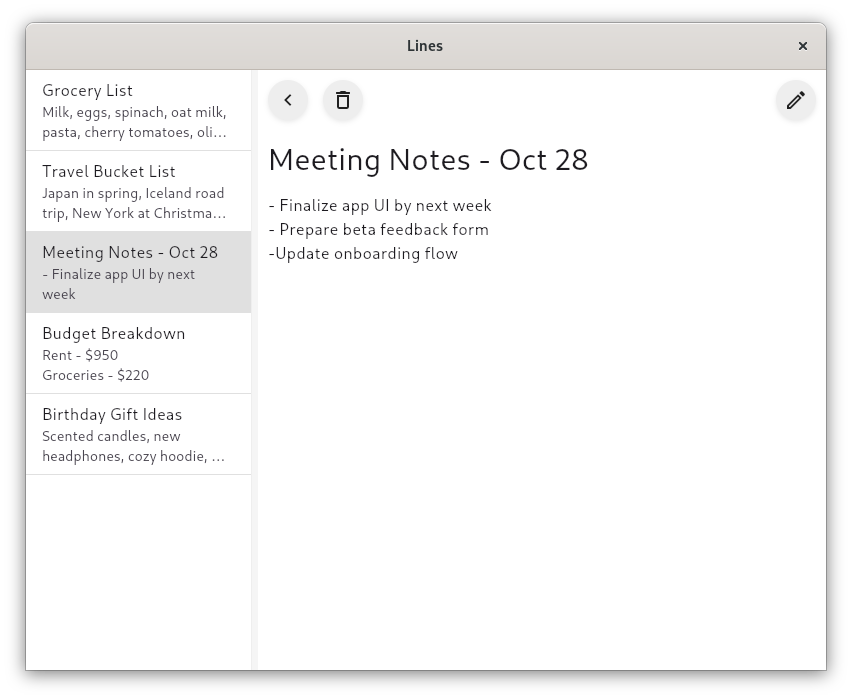 Lines
Grocery List
Milk, eggs, spinach, oat milk,
pasta, cherry tomatoes, oli...
Travel Bucket List
Japan in spring, Iceland road
trip, New York at Christma...
Meeting Notes - Oct 28
- Finalize app UI by next
week
Budget Breakdown
Rent - $950
Groceries - $220
Birthday Gift Ideas
Scented candles, new
headphones, cozy hoodie, ...
Meeting Notes - Oct 28
- Finalize app UI by next week
- Prepare beta feedback form
-Update onboarding flow